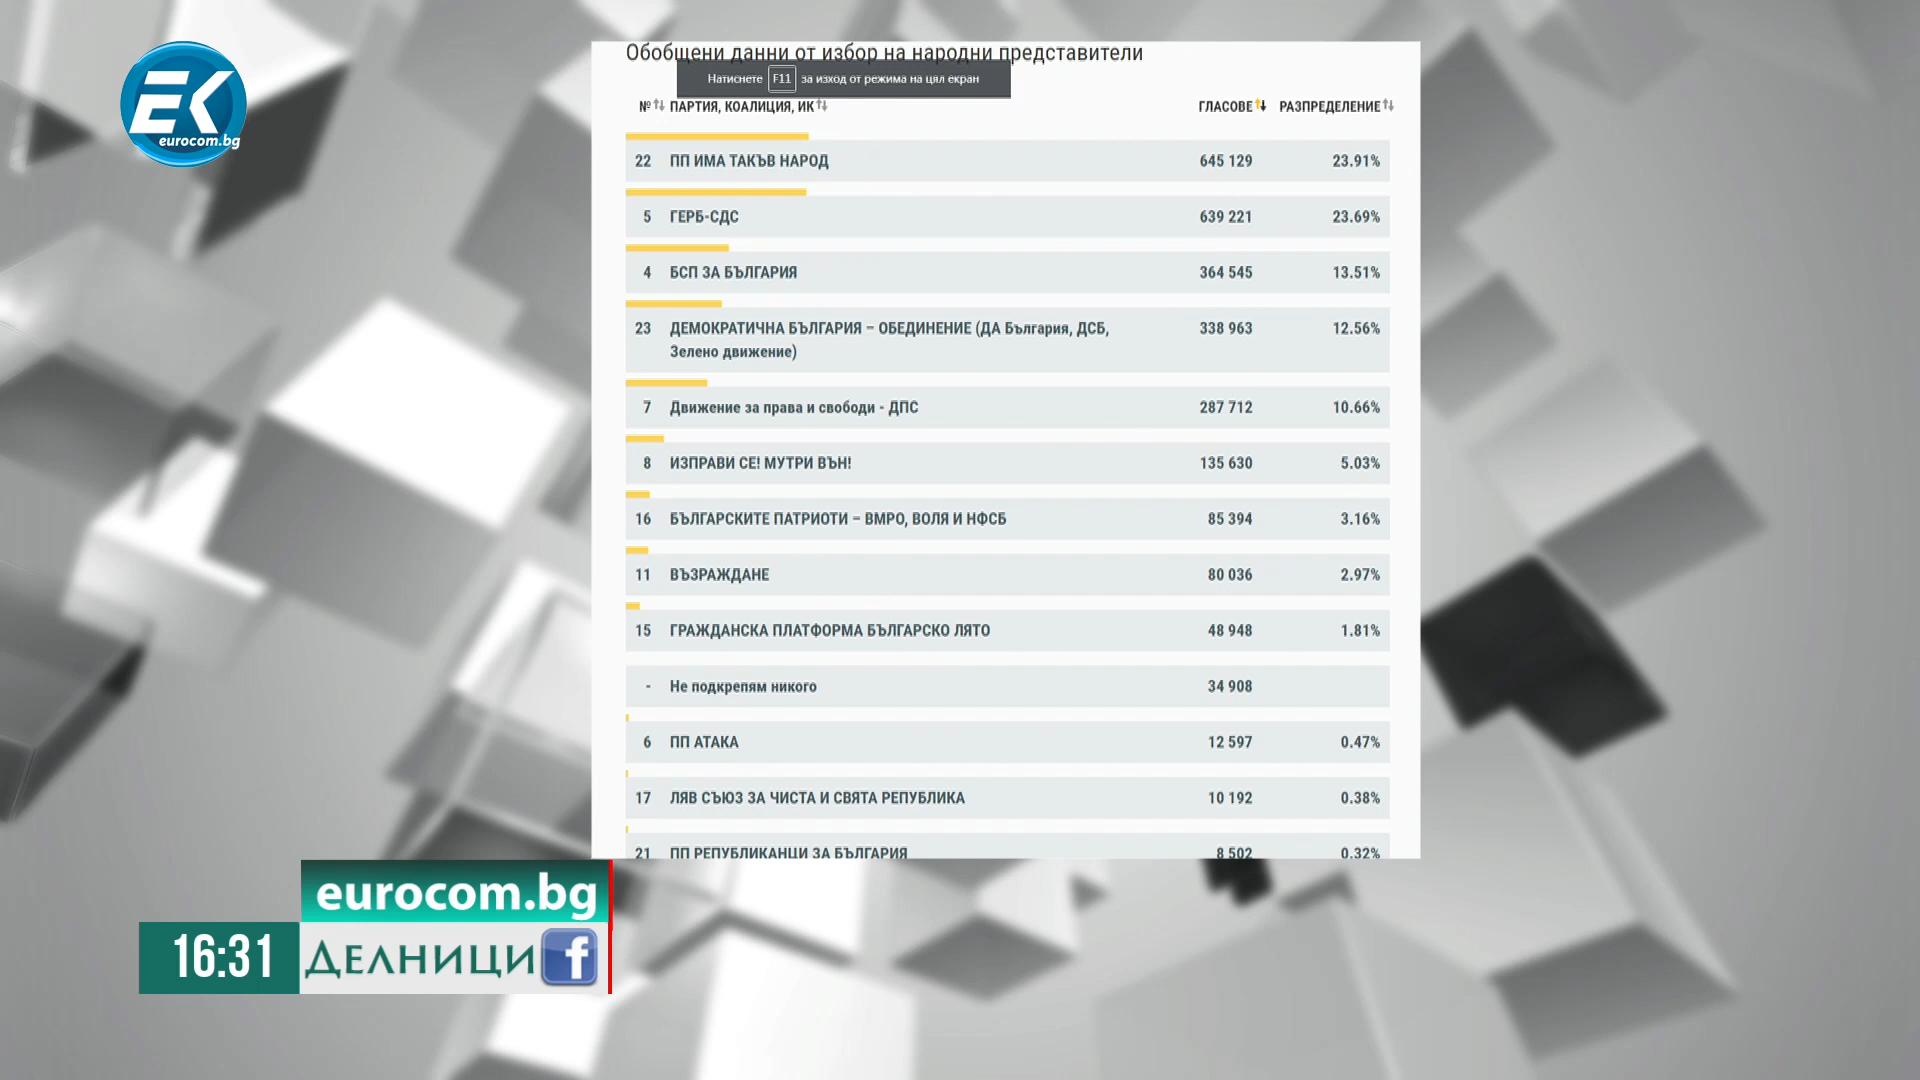 EK
eurocom.bg
Обобщени данни от избор на народни представители
Натиснете F11 за изход от режима на цял екран
№ ПАРТИЯ, КОАЛИЦИЯ, ИК ГЛАСОВЕ РАЗПРЕДЕЛЕНИЕ
22 ПП ИМА ТАКЪВ НАРОД 645 129 23.91%
5 ГЕРБ-СДС 639 221 23.69%
4 БСП ЗА БЪЛГАРИЯ 364 545 13.51%
23 ДЕМОКРАТИЧНА БЪЛГАРИЯ – ОБЕДИНЕНИЕ (ДА България, ДСБ, 338 963 12.56%
Зелено движение)
7 Движение за права и свободи - ДПС 287 712 10.66%
8 ИЗПРАВИ СЕ! МУТРИ ВЪН! 135 630 5.03%
16 БЪЛГАРСКИТЕ ПАТРИОТИ – ВМРО, ВОЛЯ И НФСБ 85 394 3.16%
11 ВЪЗРАЖДАНЕ 80 036 2.97%
15 ГРАЖДАНСКА ПЛАТФОРМА БЪЛГАРСКО ЛЯТО 48 948 1.81%
- Не подкрепям никого 34 908
6 ПП АТАКА 12 597 0.47%
17 ЛЯВ СЪЮЗ ЗА ЧИСТА И СВЯТА РЕПУБЛИКА 10 192 0.38%
21 ПП РЕПУБЛИКАНЦИ ЗА БЪЛГАРИЯ 8 502 0.32%
eurocom.bg
16:31 ДЕЛНИЦИ f